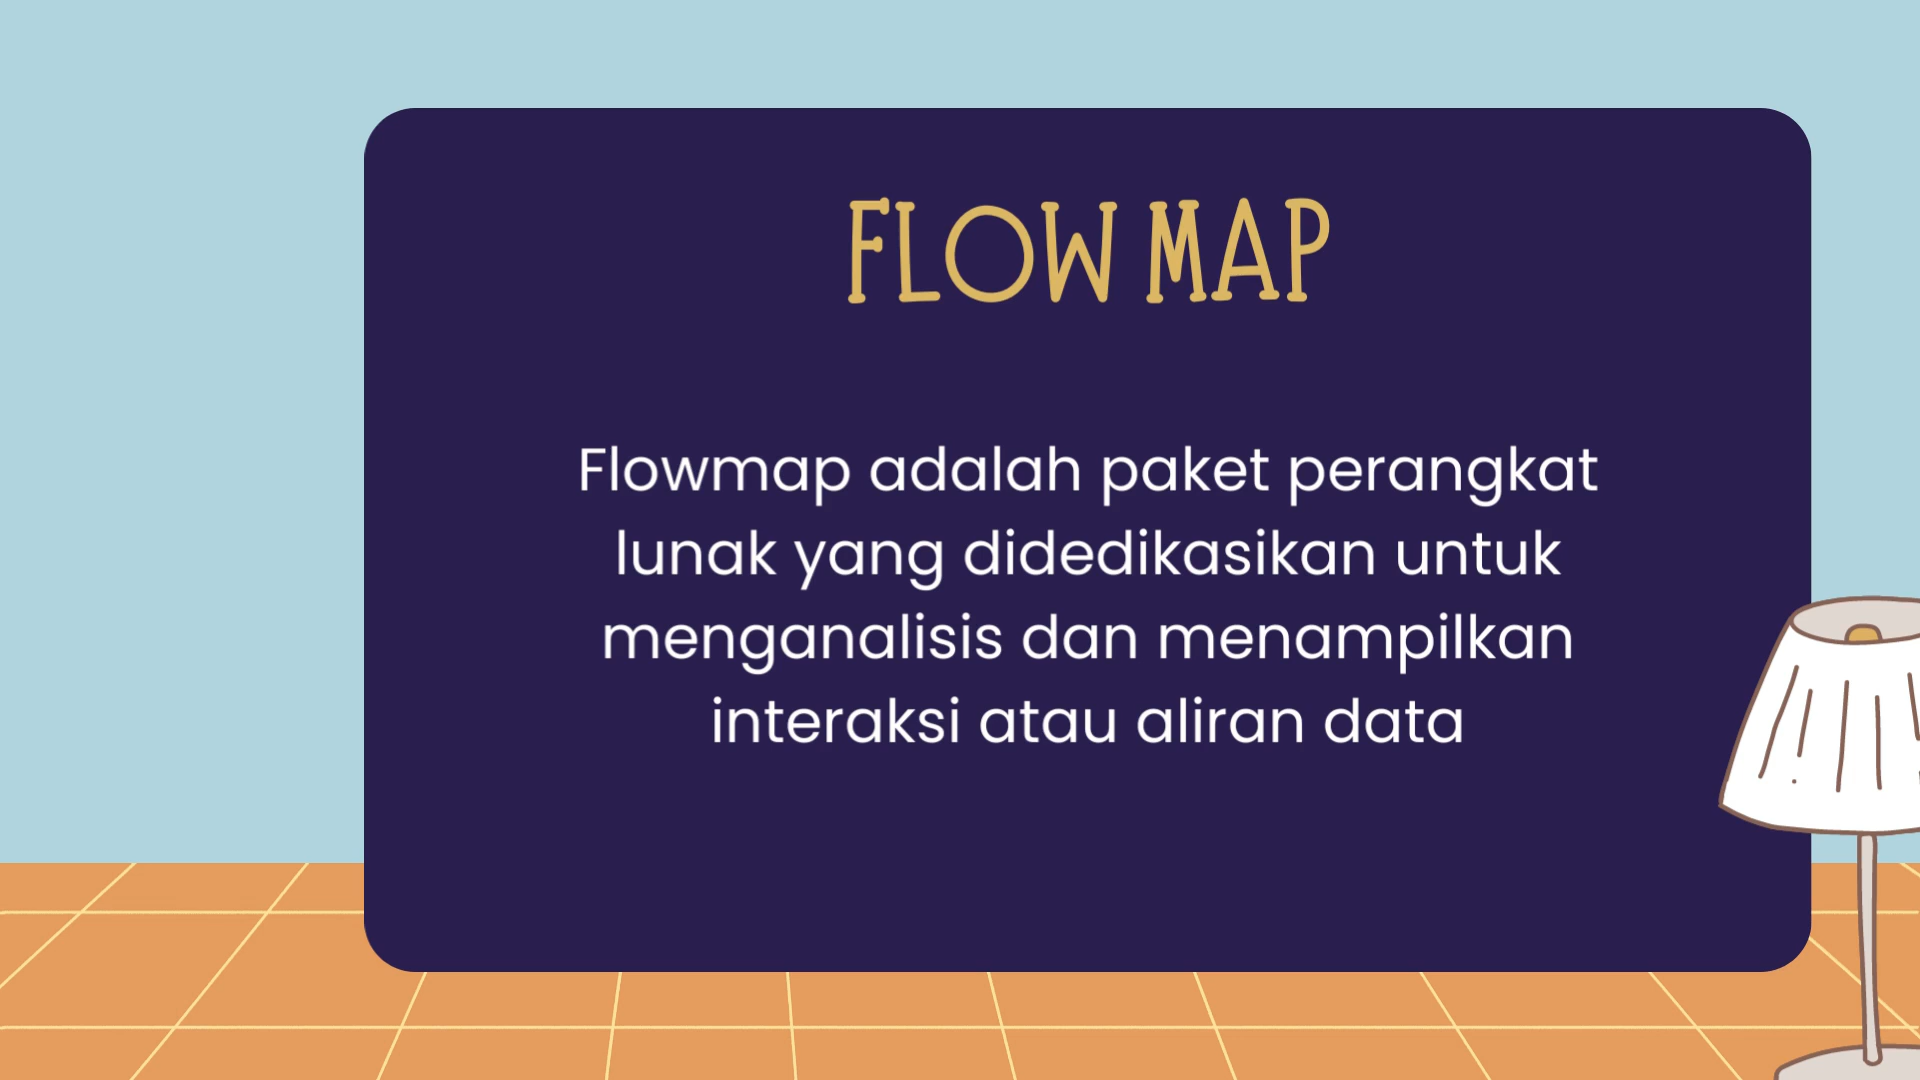 FLOW MAP
Flowmap adalah paket perangkat
lunak yang didedikasikan untuk
menganalisis dan menampilkan
interaksi atau aliran data